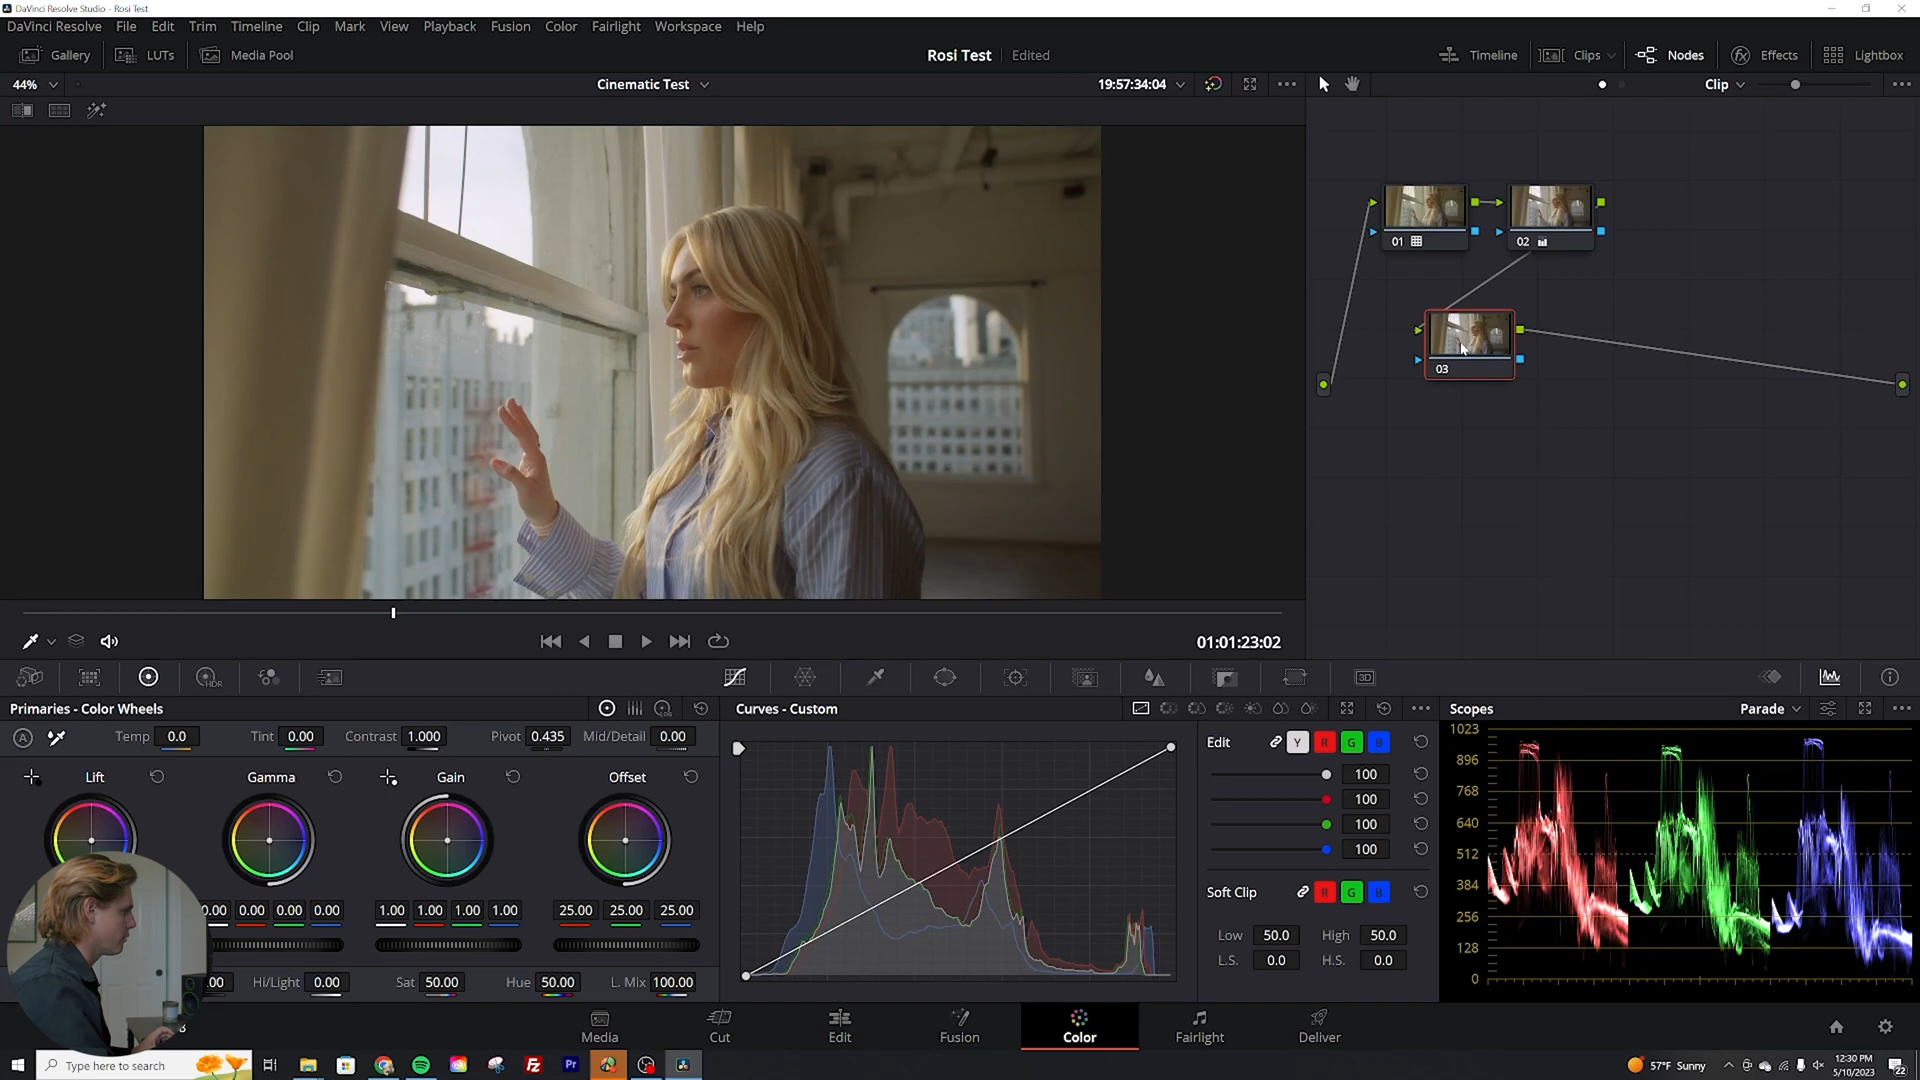 DaVinci Resolve Studio - Rosi Test
DaVinci Resolve File Edit Trim Timeline Clip Mark View Playback Fusion Color Fairlight Workspace Help
Gallery LUTs Media Pool Rosi Test Edited Timeline Clips Nodes Effects Lightbox
44% Cinematic Test 19:57:34:04 Clip
01 02
03
01:01:23:02
HDR 3D
Primaries - Color Wheels Curves - Custom Scopes Parade
A Temp 0.0 Tint 0.00 Contrast 1.000 Pivot 0.435 Mid/Detail 0.00 Edit Y R G B
Lift Gamma Gain Offset
100
100
100
100
1023
896
768
640
512
384
256
128
0
0.00 0.00 0.00 0.00 1.00 1.00 1.00 1.00 25.00 25.00 25.00
Soft Clip R G B
Low 50.0 High 50.0
L.S. 0.0 H.S. 0.0
.00 Hi/Light 0.00 Sat 50.00 Hue 50.00 L. Mix 100.00
Media Cut Edit Fusion Color Fairlight Deliver
Type here to search Pr 57°F Sunny 12:30 PM
5/10/2023
22